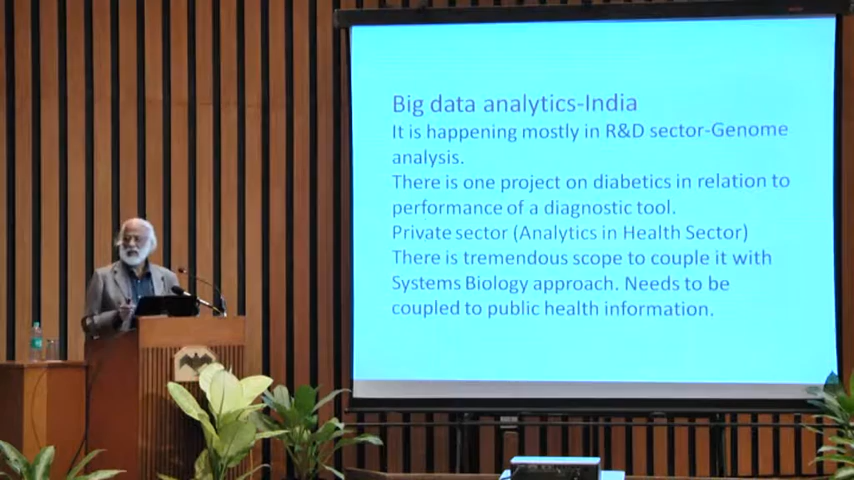 Big data analytics-India
It is happening mostly in R&D sector-Genome
analysis.
There is one project on diabetics in relation to
performance of a diagnostic tool.
Private sector (Analytics in Health Sector)
There is tremendous scope to couple it with
Systems Biology approach. Needs to be
coupled to public health information.